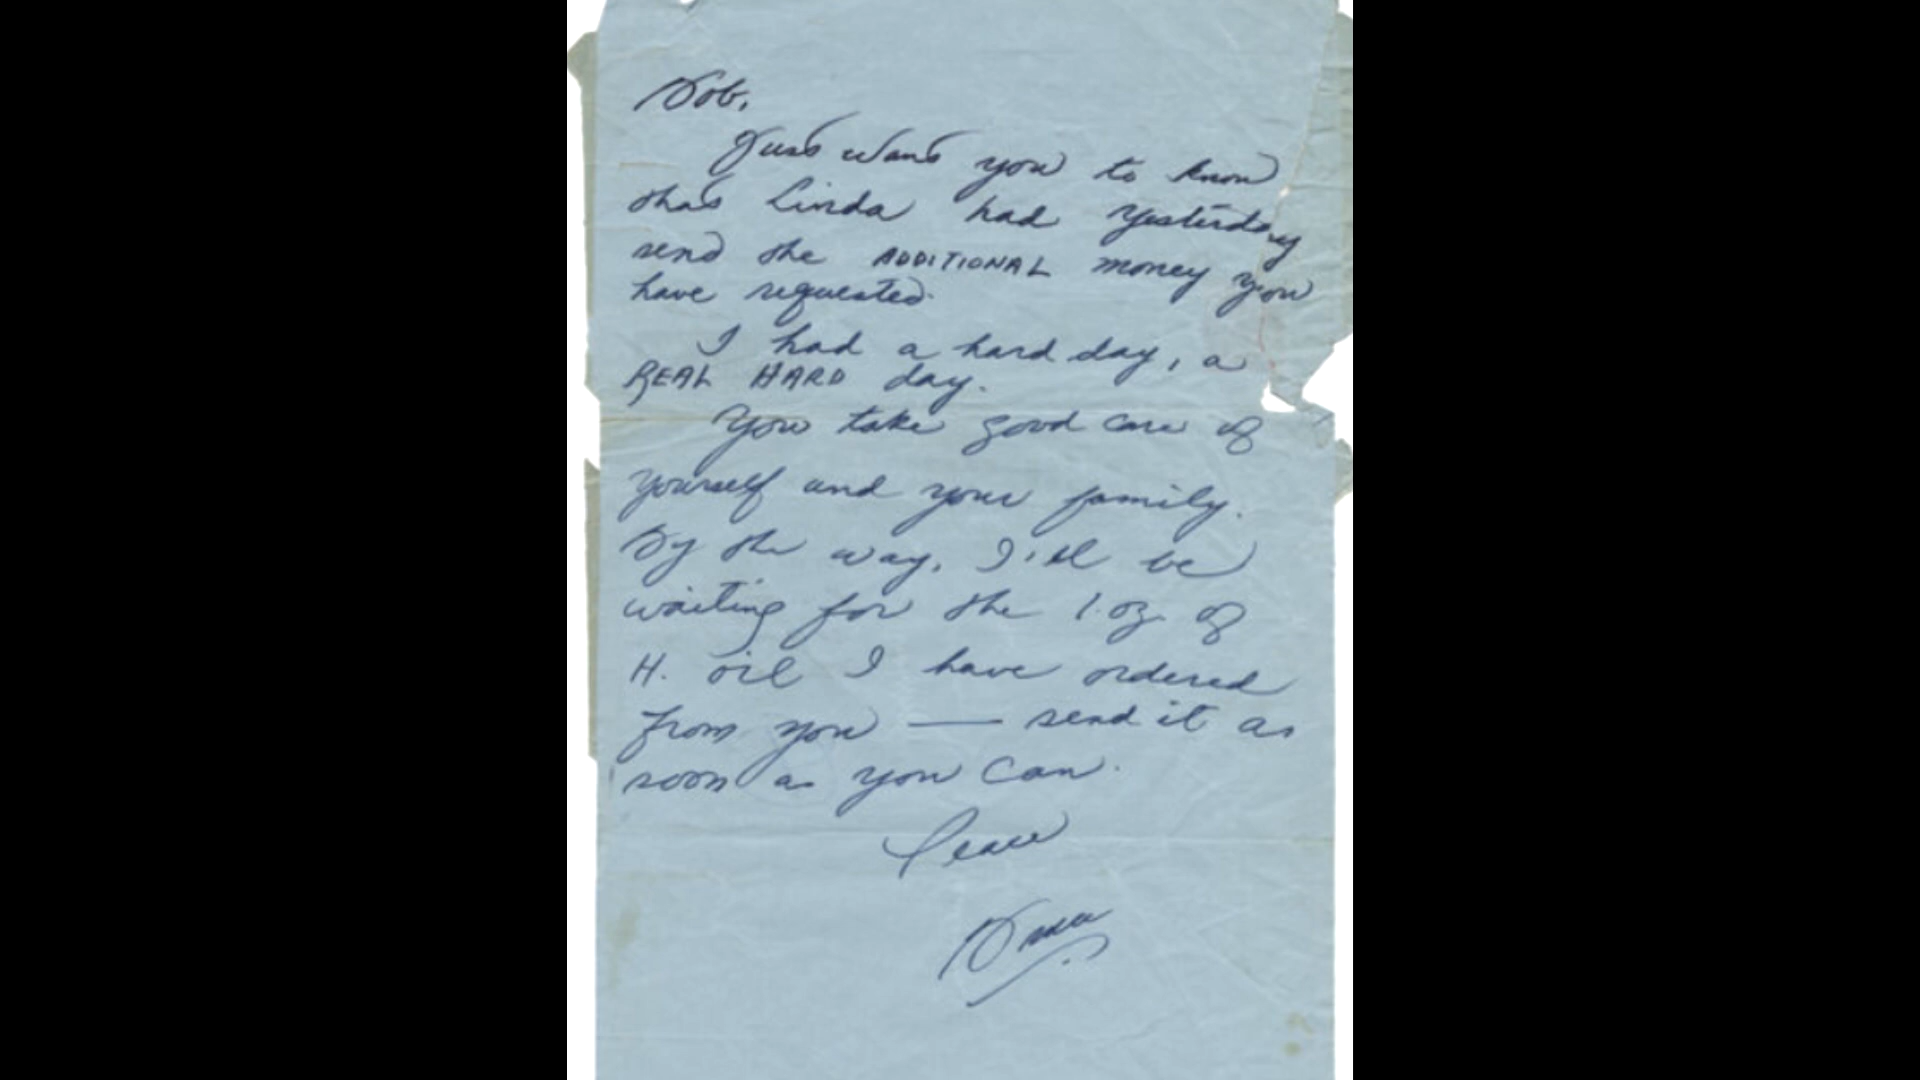 Bob,
Just want you to know
that Linda had yesterday
send the ADDITIONAL money you
have requested.
I had a hard day, a
REAL HARD day.
You take good care of
yourself and your family.
By the way, I'll be
waiting for the 1 oz. of
H. oil I have ordered
from you — send it as
soon as you can.
Peace
Bruce